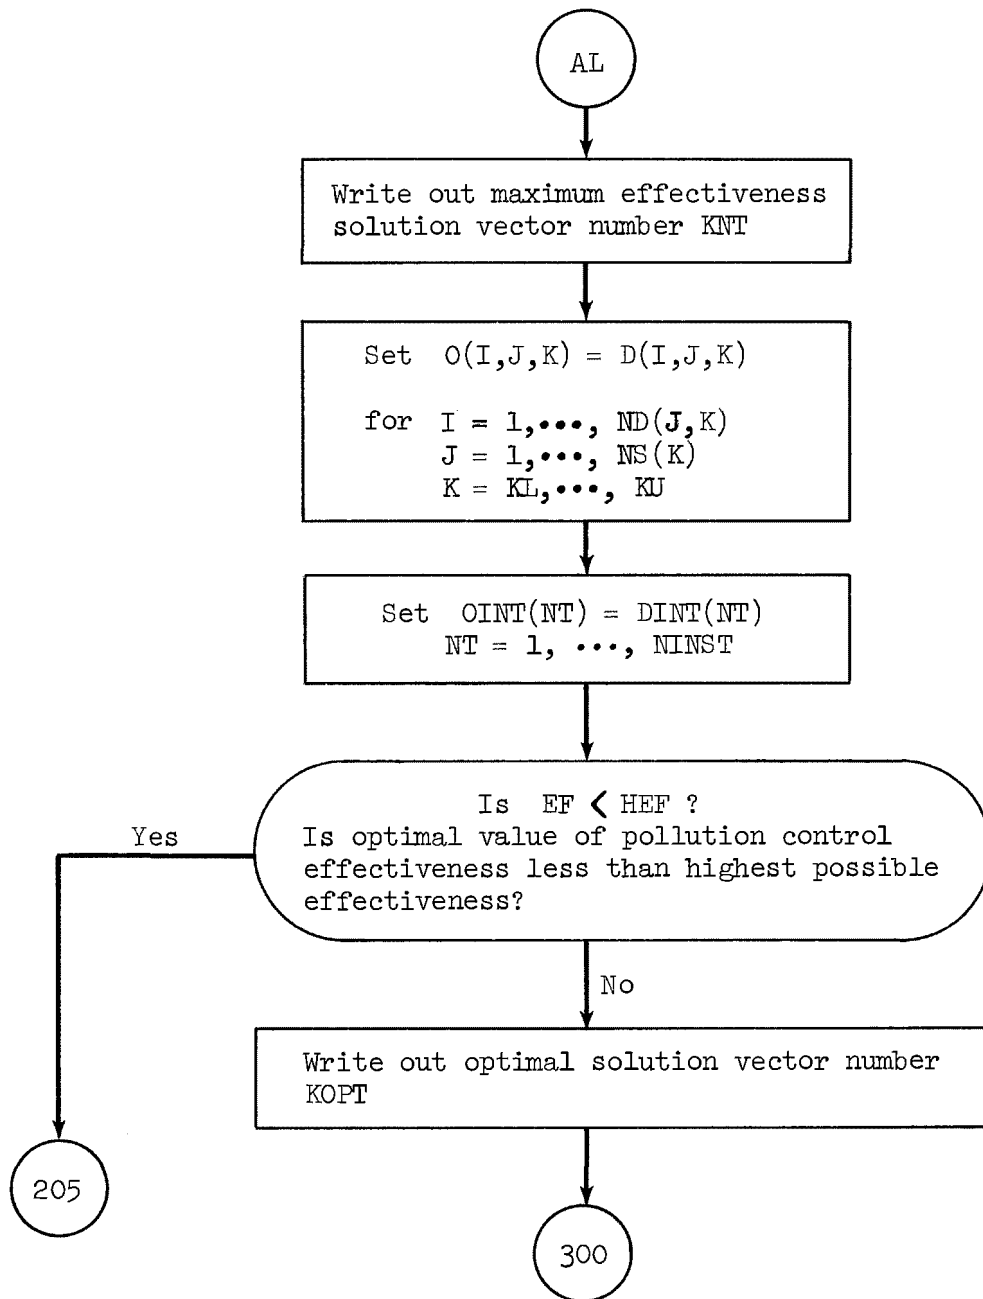 AL
Write out maximum effectiveness
solution vector number KNT
Set O(I,J,K) = D(I,J,K)
for I = 1,•••, ND(J,K)
J = 1,•••, NS(K)
K = KL,•••, KU
Set OINT(NT) = DINT(NT)
NT = 1, •••, NINST
Is EF < HEF ?
Is optimal value of pollution control
effectiveness less than highest possible
effectiveness?
Yes
No
Write out optimal solution vector number
KOPT
205
300